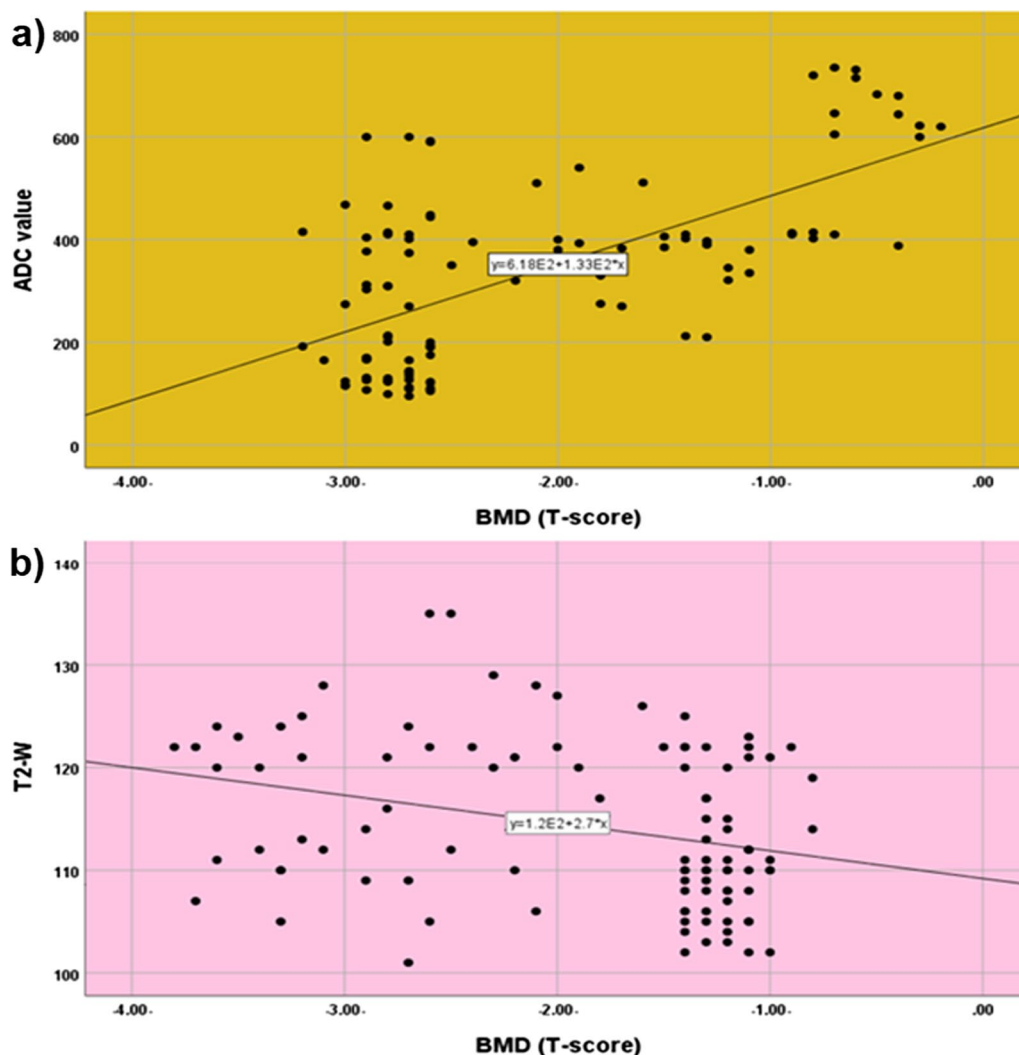 a)
800
600
400
200
0
ADC value
y=6.18E2+1.33E2*x
-4.00- -3.00- -2.00- -1.00- .00
BMD (T-score)
b)
140
130
120
110
100
T2-W
y=1.2E2+2.7*x
-4.00- -3.00- -2.00- -1.00- .00
BMD (T-score)